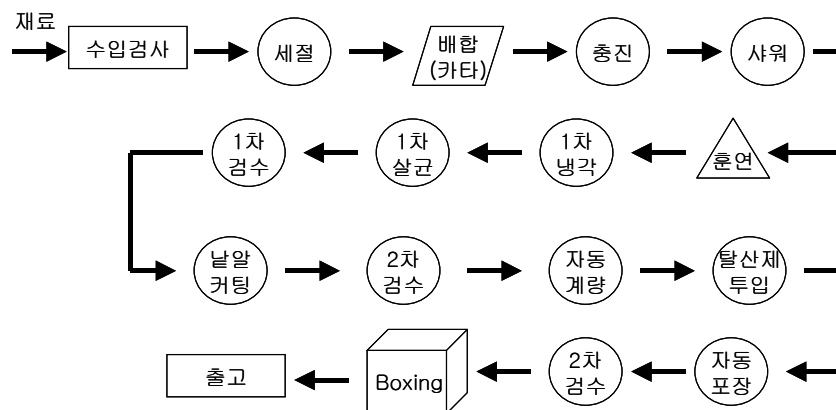 재료
수입검사
세절
배합
(카타)
충진
샤워
훈연
1차
냉각
1차
살균
1차
검수
낱알
커팅
2차
검수
자동
계량
탈산제
투입
자동
포장
2차
검수
Boxing
출고